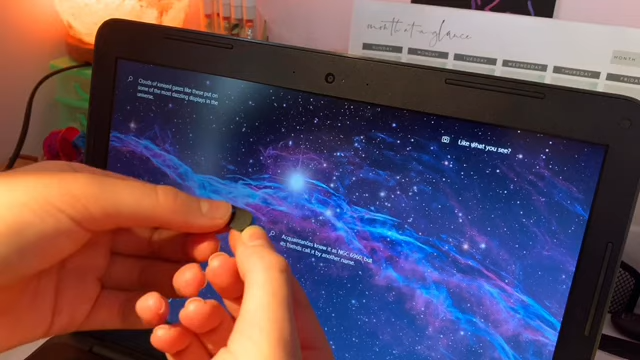 month at a glance
SUNDAY MONDAY TUESDAY WEDNESDAY THURSDAY FRIDAY
MONTH
Clouds of ionized gases like these put on
some of the most dazzling displays in the
universe.
Like what you see?
Acquaintances know it as NGC 6960, but
its friends call it by another name.